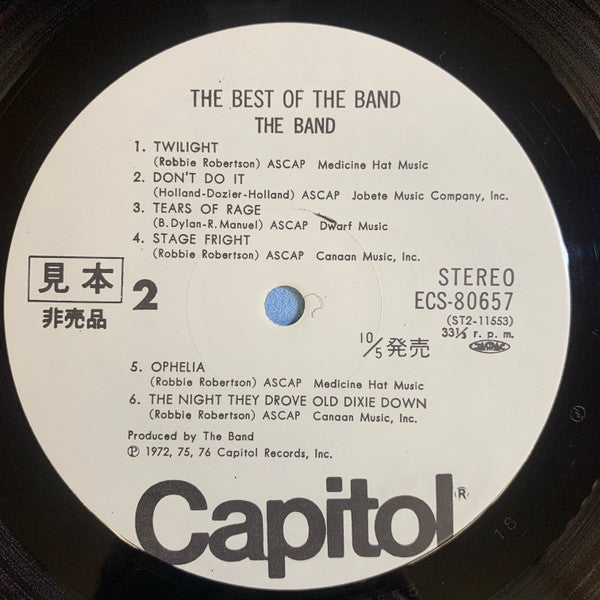 THE BEST OF THE BAND
THE BAND
1. TWILIGHT
(Robbie Robertson) ASCAP Medicine Hat Music
2. DON'T DO IT
(Holland-Dozier-Holland) ASCAP Jobete Music Company, Inc.
3. TEARS OF RAGE
(B.Dylan-R.Manuel) ASCAP Dwarf Music
4. STAGE FRIGHT
(Robbie Robertson) ASCAP Canaan Music, Inc.
見本
非売品
2
STEREO
ECS-80657
(ST2-11553)
33⅓ r.p.m.
JASRAC
10/5発売
5. OPHELIA
(Robbie Robertson) ASCAP Medicine Hat Music
6. THE NIGHT THEY DROVE OLD DIXIE DOWN
(Robbie Robertson) ASCAP Canaan Music, Inc.
Produced by The Band
Ⓟ 1972, 75, 76 Capitol Records, Inc.
Capitol®
18